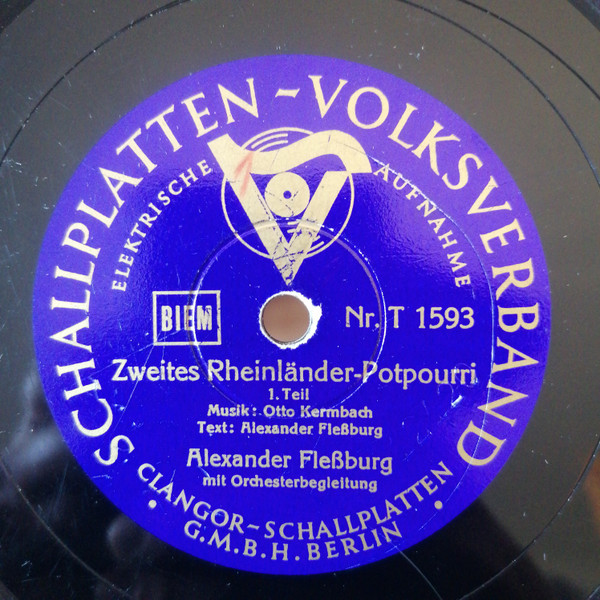 SCHALLPLATTEN-VOLKSVERBAND
ELEKTRISCHE AUFNAHME
BIEM
Nr. T 1593
Zweites Rheinländer-Potpourri
1. Teil
Musik: Otto Kermbach
Text: Alexander Fleßburg
Alexander Fleßburg
mit Orchesterbegleitung
CLANGOR-SCHALLPLATTEN
G.M.B.H. BERLIN